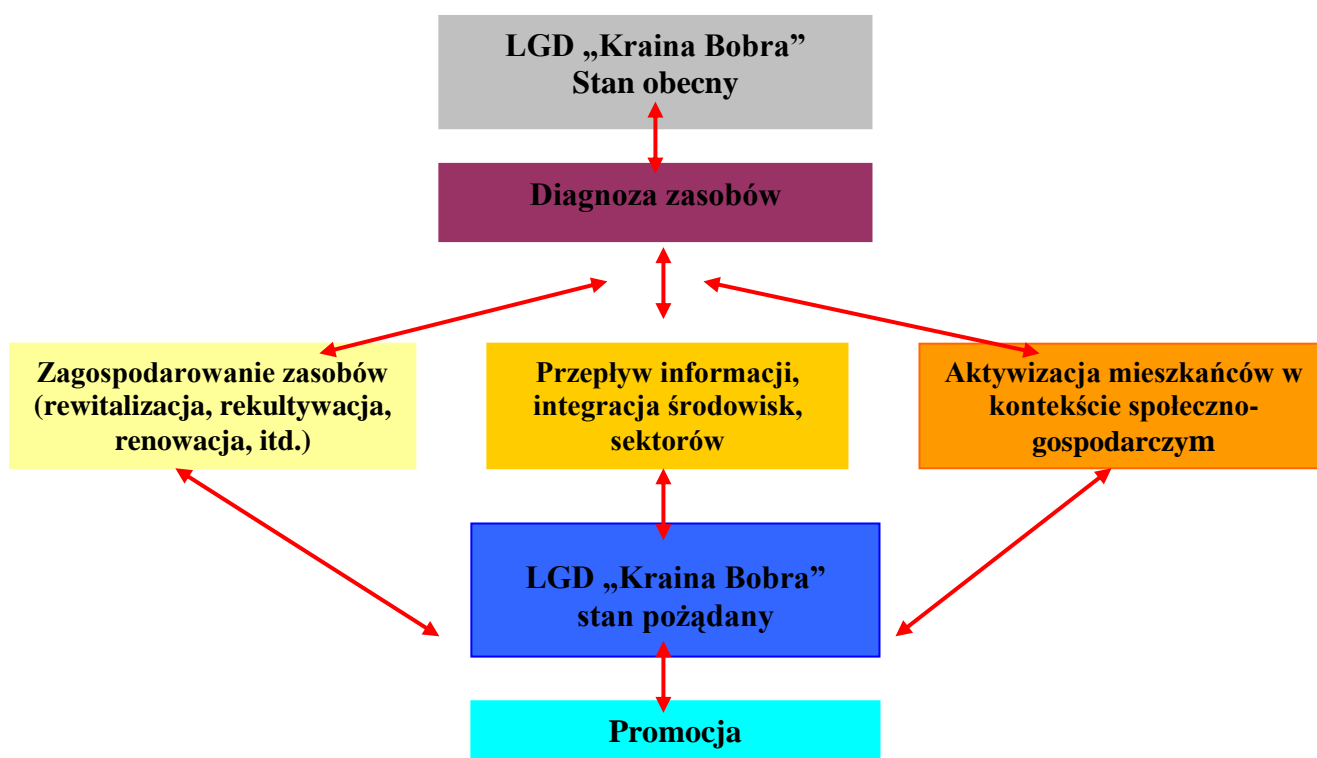 LGD „Kraina Bobra”
Stan obecny
Diagnoza zasobów
Zagospodarowanie zasobów
(rewitalizacja, rekultywacja,
renowacja, itd.)
Przepływ informacji,
integracja środowisk,
sektorów
Aktywizacja mieszkańców w
kontekście społeczno-
gospodarczym
LGD „Kraina Bobra”
stan pożądany
Promocja